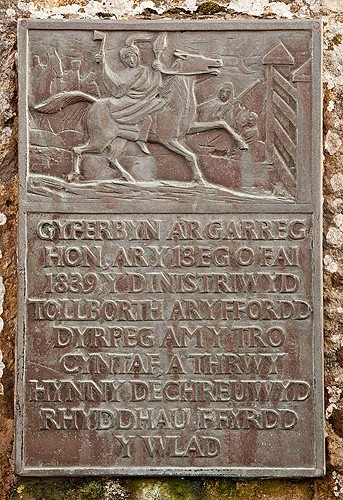 GYFERBYN A'R GARREG
HON, AR Y 13EG O FAI
1839, Y DINISTRIWYD
TOLLBORTH AR Y FFORDD
DYRPEG AM Y TRO
CYNTAF, A THRWY
HYNNY DECHREUWYD
RHYDDHAU FFYRDD
Y WLAD